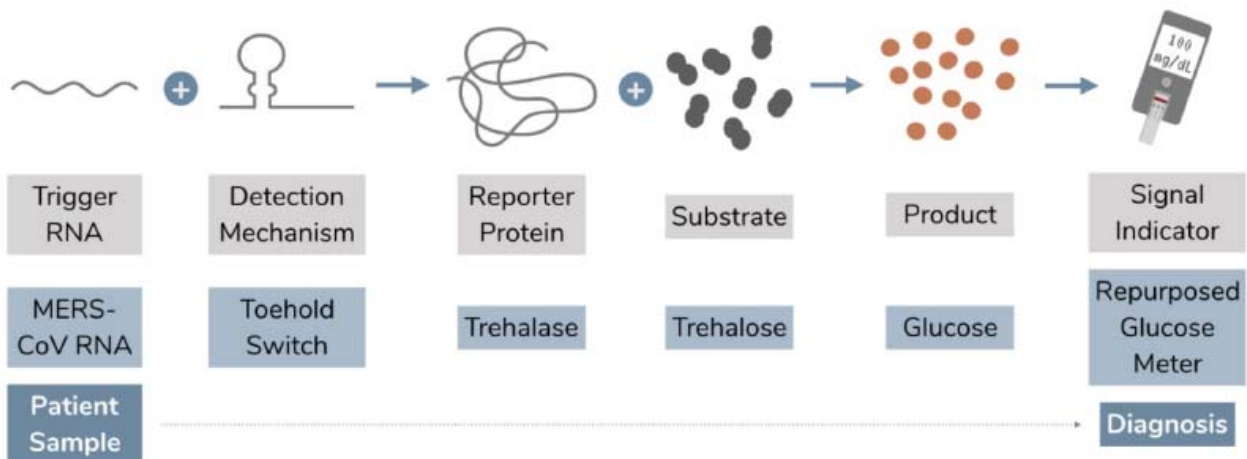 100
mg/dL
Trigger
RNA
Detection
Mechanism
Reporter
Protein
Substrate
Product
Signal
Indicator
MERS-
CoV RNA
Toehold
Switch
Trehalase
Trehalose
Glucose
Repurposed
Glucose
Meter
Patient
Sample
Diagnosis